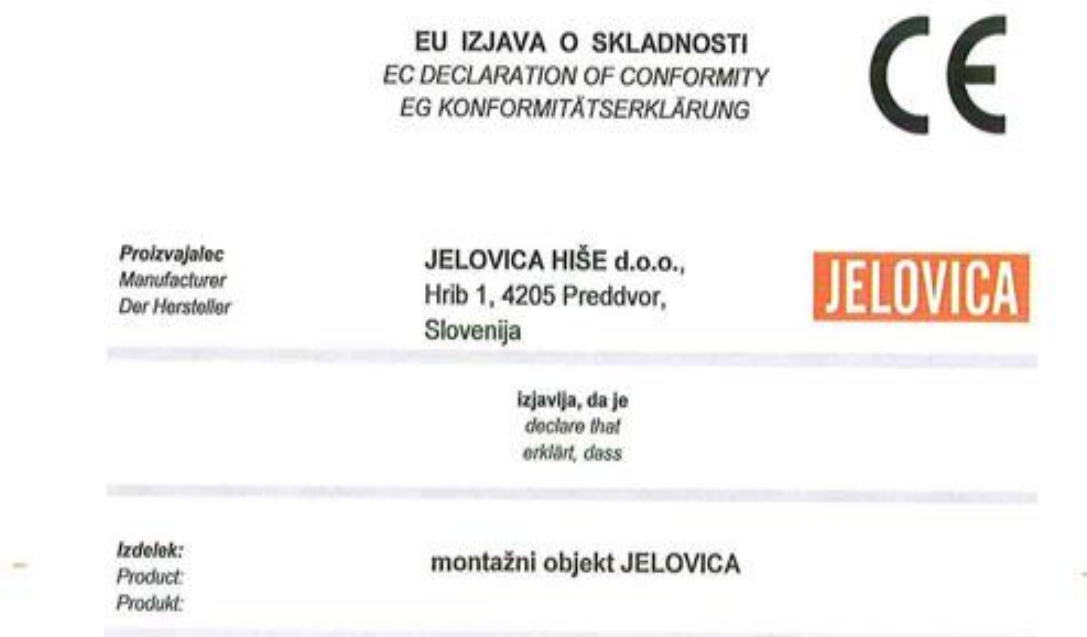 EU IZJAVA O SKLADNOSTI
EC DECLARATION OF CONFORMITY
EG KONFORMITÄTSERKLÄRUNG
CE
Proizvajalec
Manufacturer
Der Hersteller
JELOVICA HIŠE d.o.o.,
Hrib 1, 4205 Preddvor,
Slovenija
JELOVICA
izjavlja, da je
declare that
erklärt, dass
Izdelek:
Product:
Produkt:
montažni objekt JELOVICA